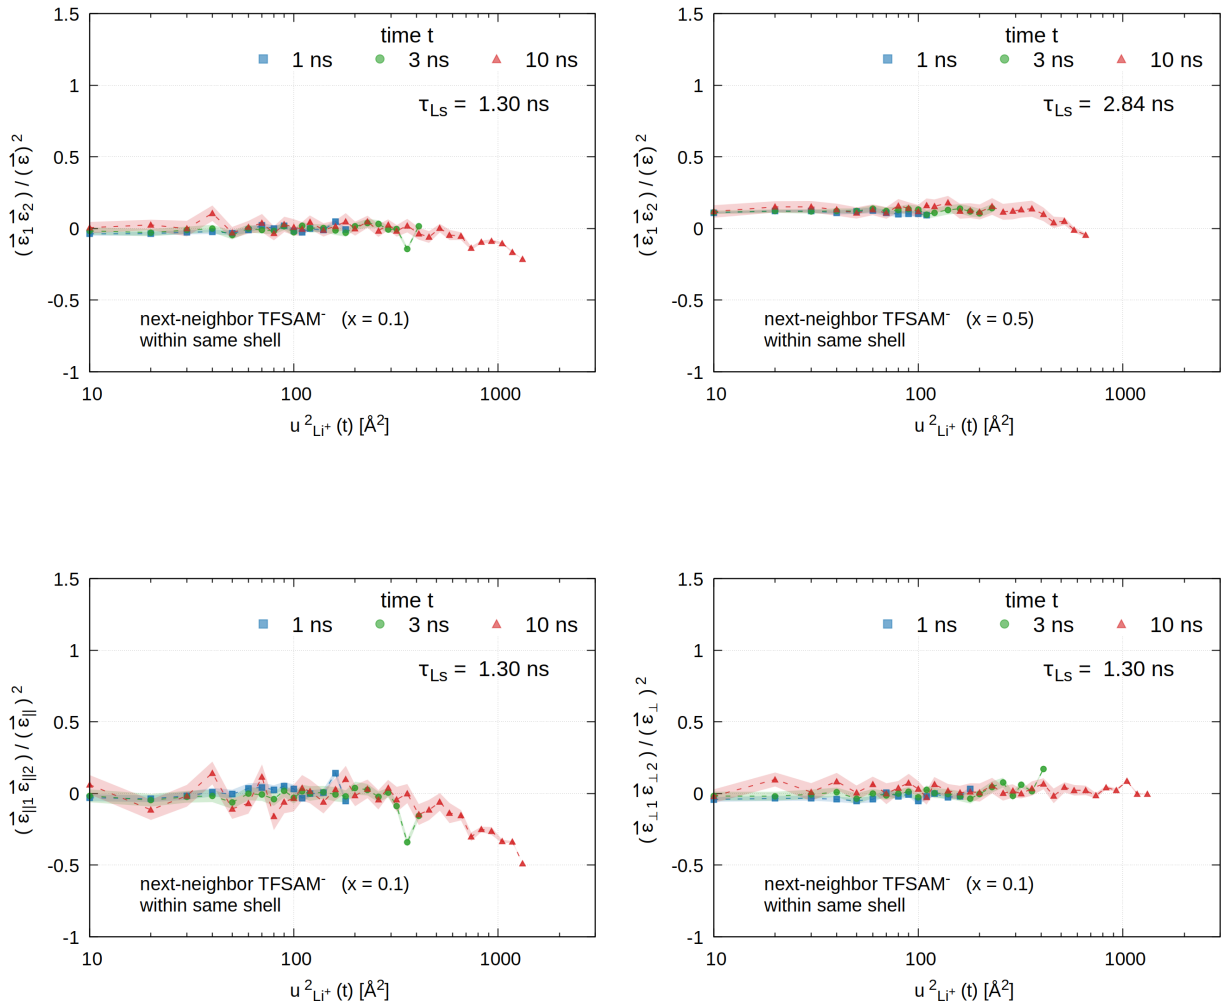 1.5
1
0.5
0
-0.5
-1
10
100
1000
time t
1 ns 3 ns 10 ns
τLs = 1.30 ns
next-neighbor TFSAM⁻ (x = 0.1)
within same shell
(ε⃗1 ε⃗2) / (ε⃗)²
u²Li⁺(t) [Å²]
1.5
1
0.5
0
-0.5
-1
10
100
1000
time t
1 ns 3 ns 10 ns
τLs = 2.84 ns
next-neighbor TFSAM⁻ (x = 0.5)
within same shell
(ε⃗1 ε⃗2) / (ε⃗)²
u²Li⁺(t) [Å²]
1.5
1
0.5
0
-0.5
-1
10
100
1000
time t
1 ns 3 ns 10 ns
τLs = 1.30 ns
next-neighbor TFSAM⁻ (x = 0.1)
within same shell
(ε⃗||1 ε⃗||2) / (ε⃗||)²
u²Li⁺(t) [Å²]
1.5
1
0.5
0
-0.5
-1
10
100
1000
time t
1 ns 3 ns 10 ns
τLs = 1.30 ns
next-neighbor TFSAM⁻ (x = 0.1)
within same shell
(ε⃗⊥1 ε⃗⊥2) / (ε⃗⊥)²
u²Li⁺(t) [Å²]